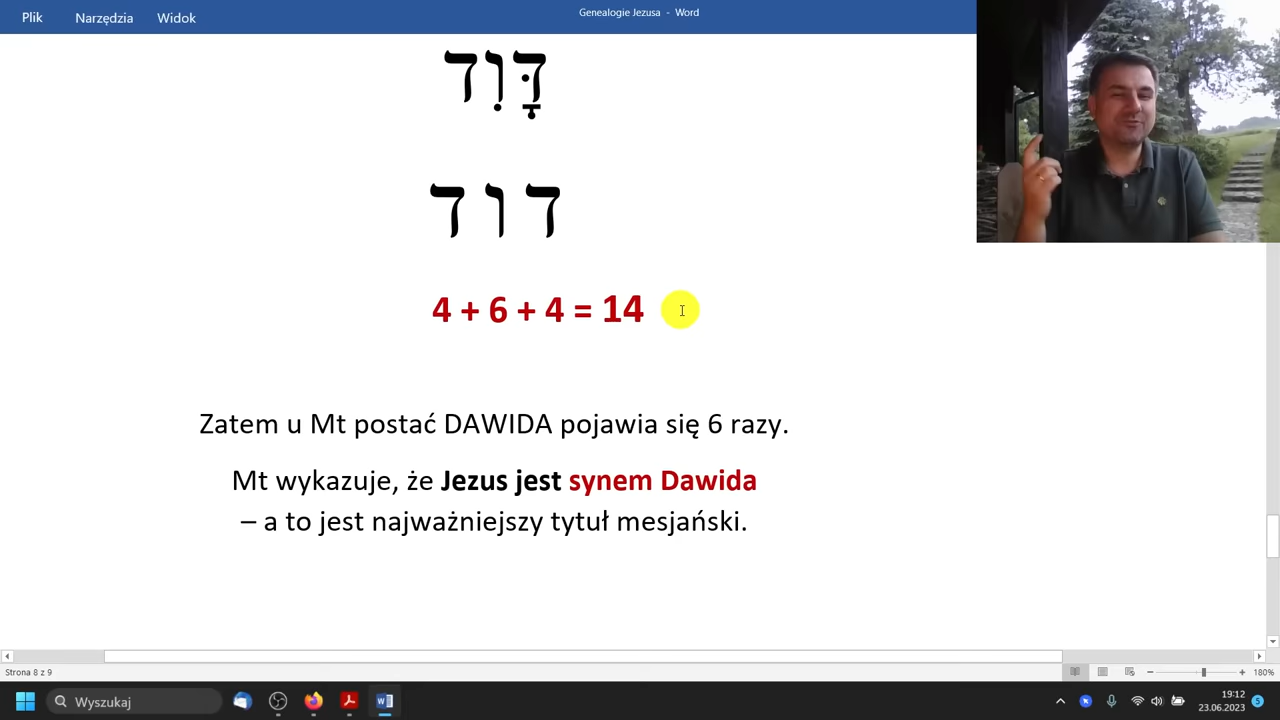 Genealogie Jezusa - Word
Plik Narzędzia Widok
דָּוִד
ד ו ד
4 + 6 + 4 = 14
Zatem u Mt postać DAWIDA pojawia się 6 razy.
Mt wykazuje, że Jezus jest synem Dawida
– a to jest najważniejszy tytuł mesjański.
Strona 8 z 9
180%
Wyszukaj
19:12
23.06.2023
5